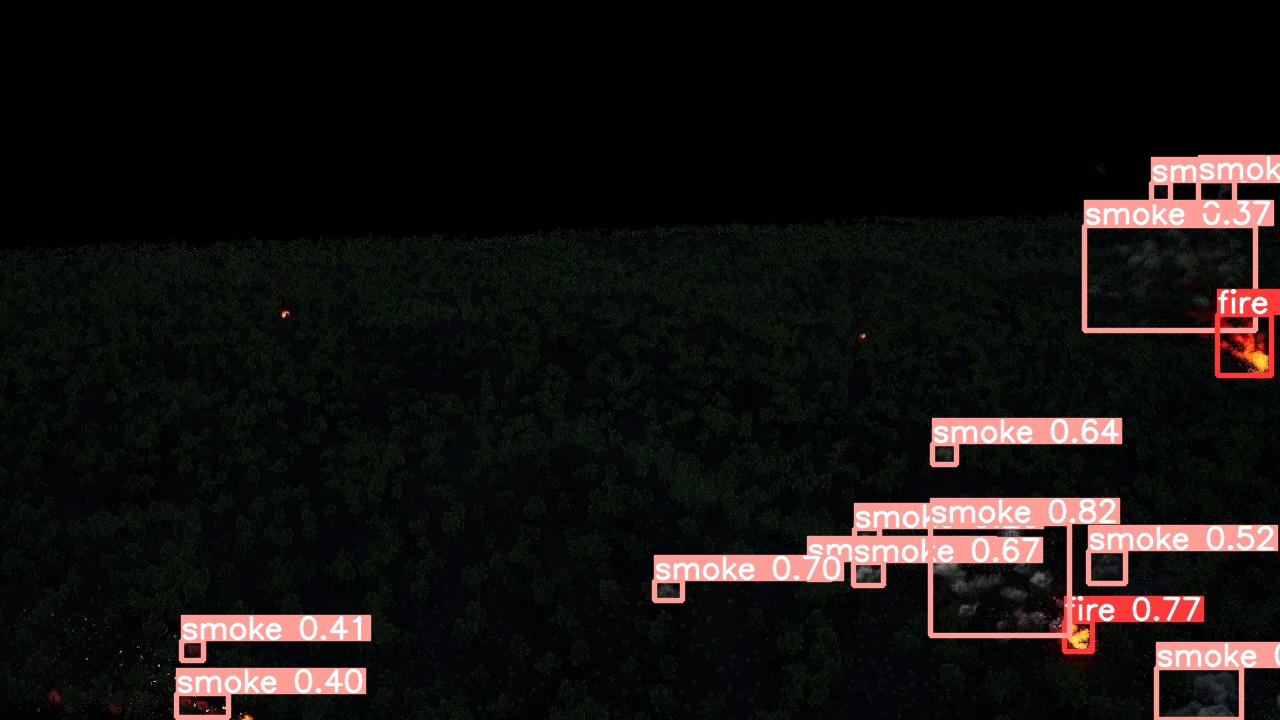 smok
smoke 0.37
fire
smoke 0.64
smoke 0.82
smoke 0.52
smoke 0.67
smoke 0.70
fire 0.77
smoke 0.41
smoke
smoke 0.40